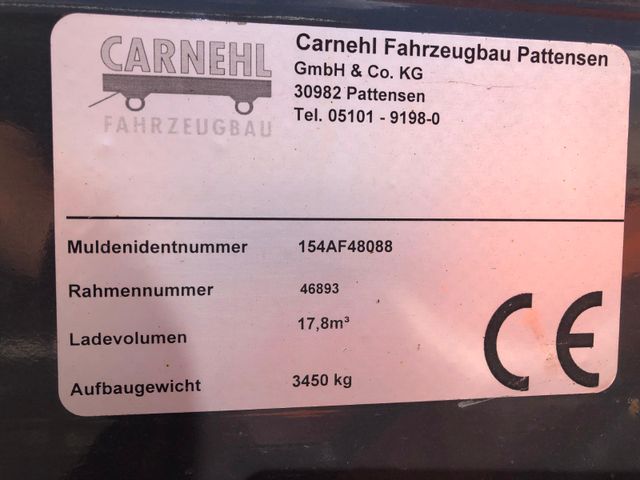 CARNEHL
FAHRZEUGBAU
Carnehl Fahrzeugbau Pattensen
GmbH & Co. KG
30982 Pattensen
Tel. 05101 - 9198-0
Muldenidentnummer 154AF48088
Rahmennummer 46893
Ladevolumen 17,8m³
Aufbaugewicht 3450 kg
CE